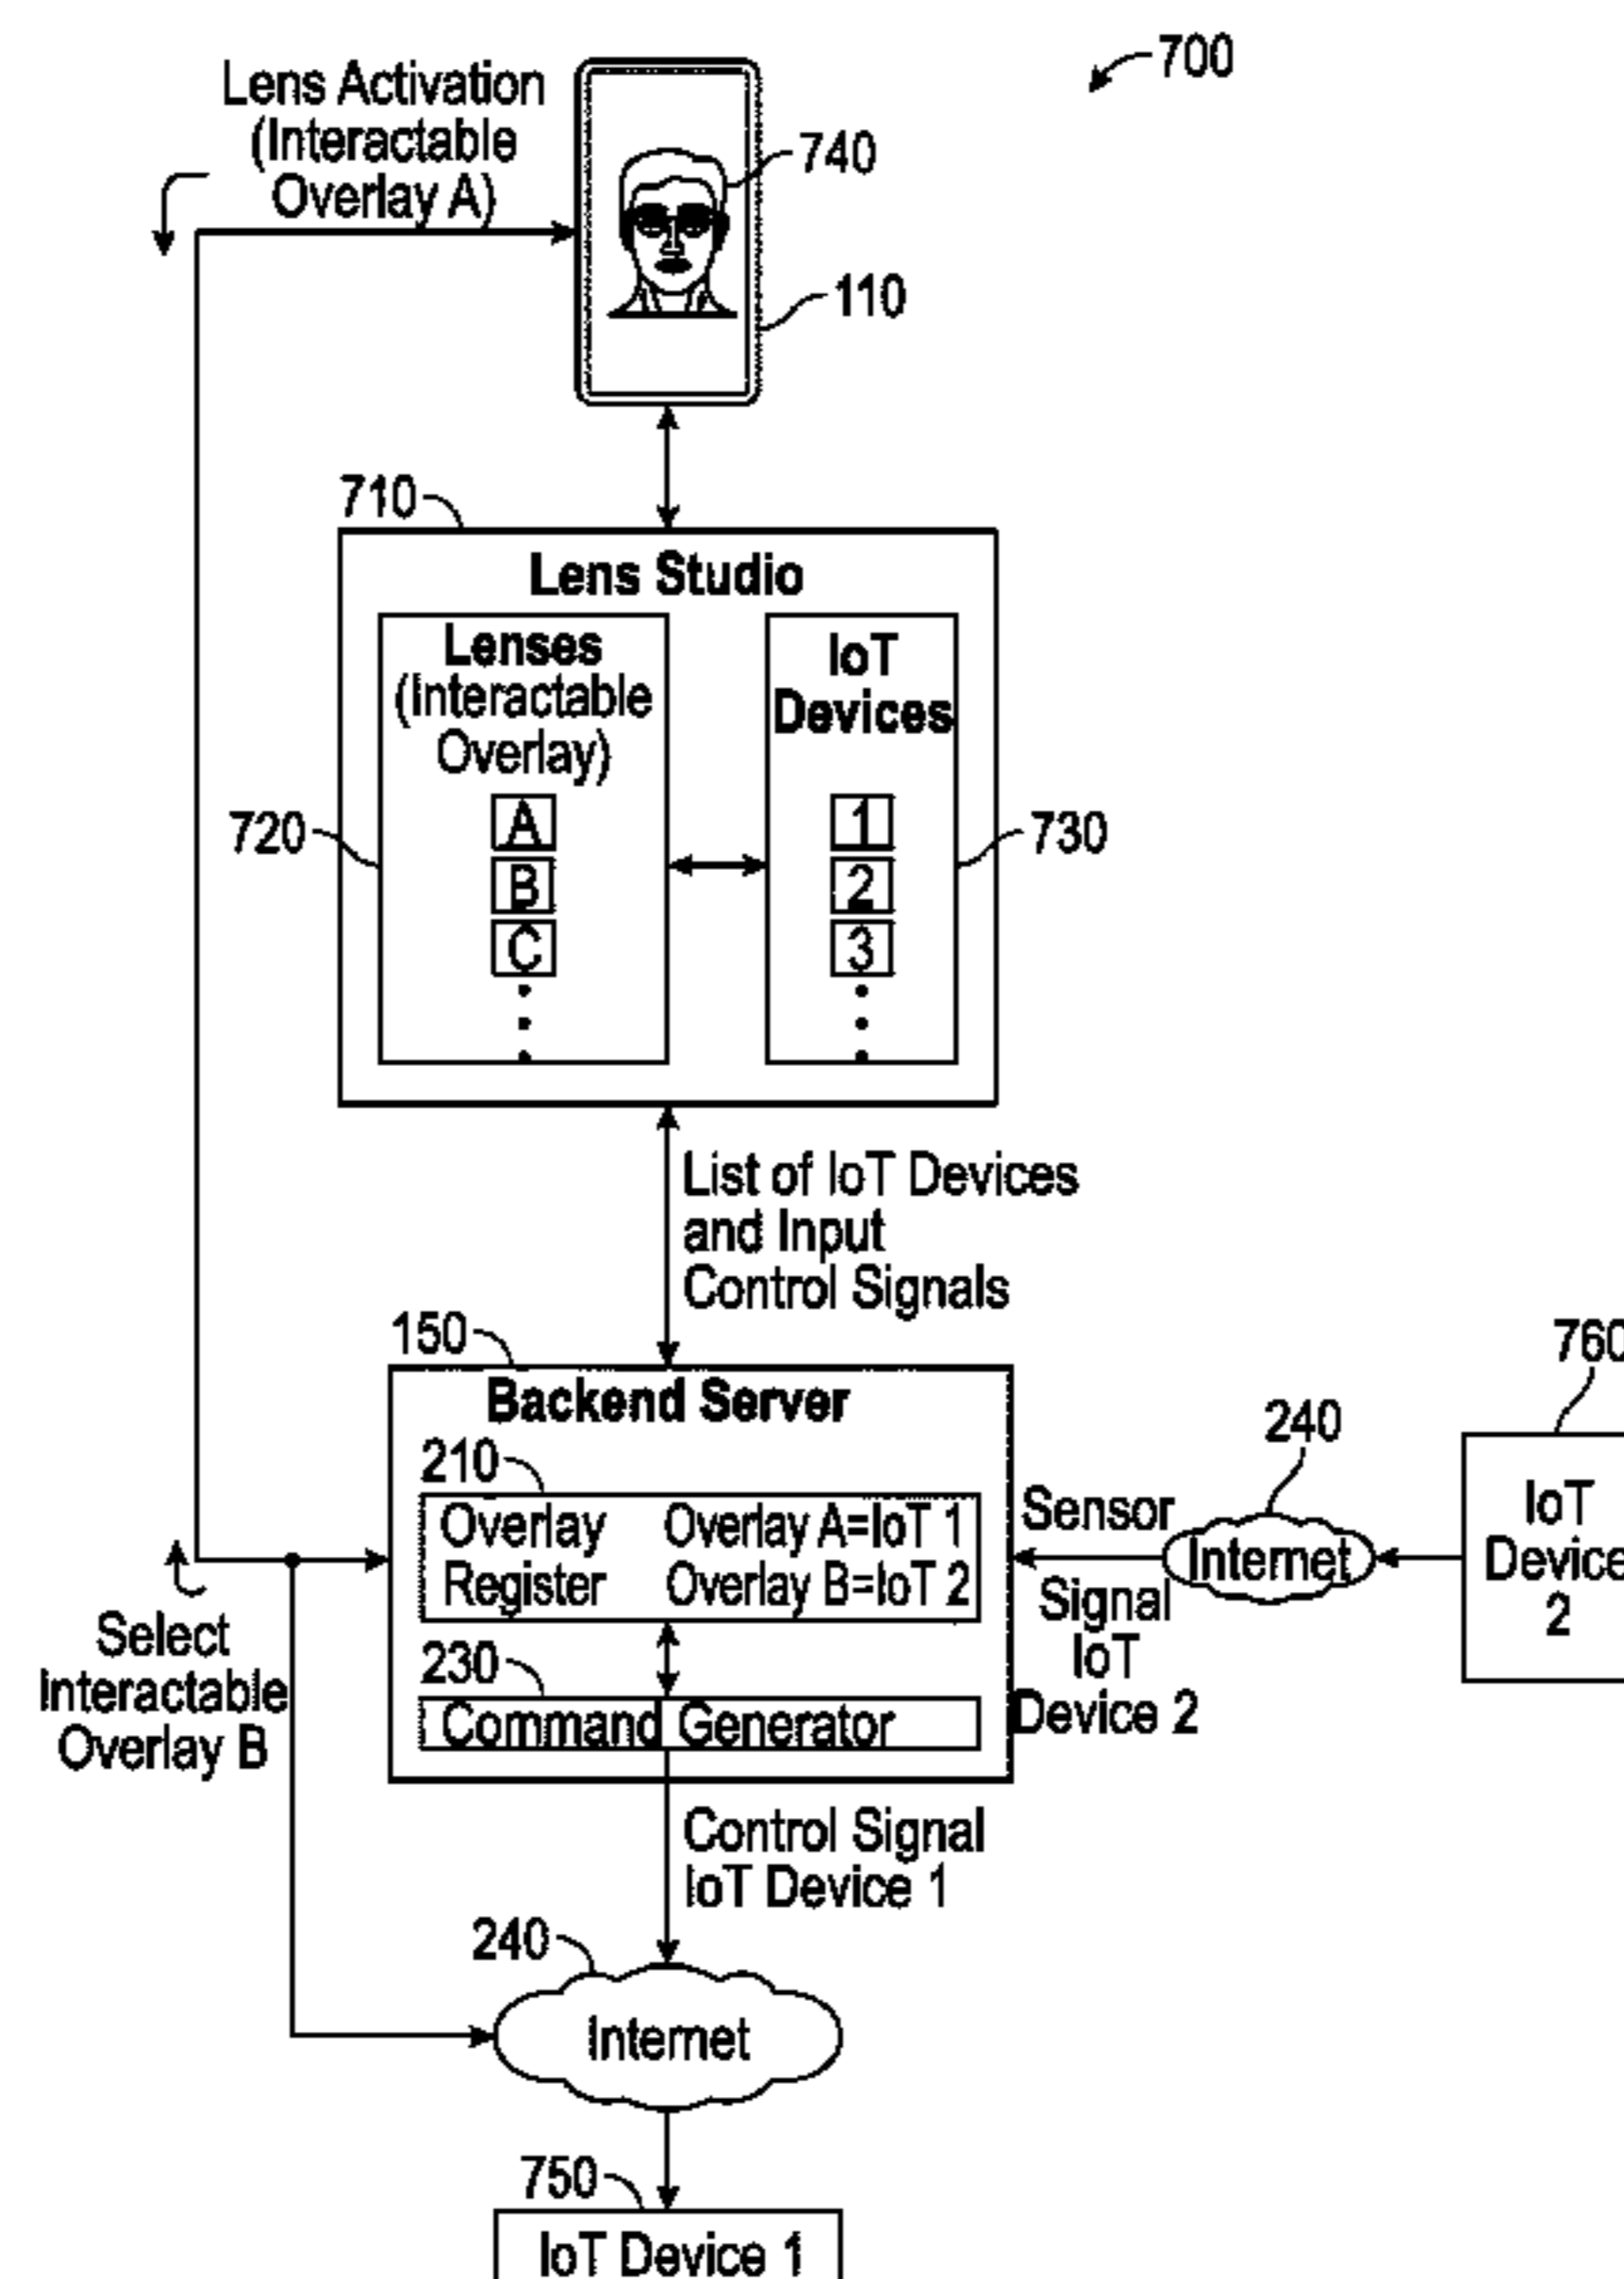 700
Lens Activation
(Interactable
Overlay A)
740
110
710
Lens Studio
Lenses
(Interactable
Overlay)
A
B
C
IoT
Devices
1
2
3
720
730
List of IoT Devices
and Input
Control Signals
150
Backend Server
210
Overlay Overlay A=IoT 1
Register Overlay B=IoT 2
230
Command Generator
Select
Interactable
Overlay B
Sensor
Signal
IoT
Device 2
240
Internet
760
IoT
Device
2
Control Signal
IoT Device 1
240
Internet
750
IoT Device 1